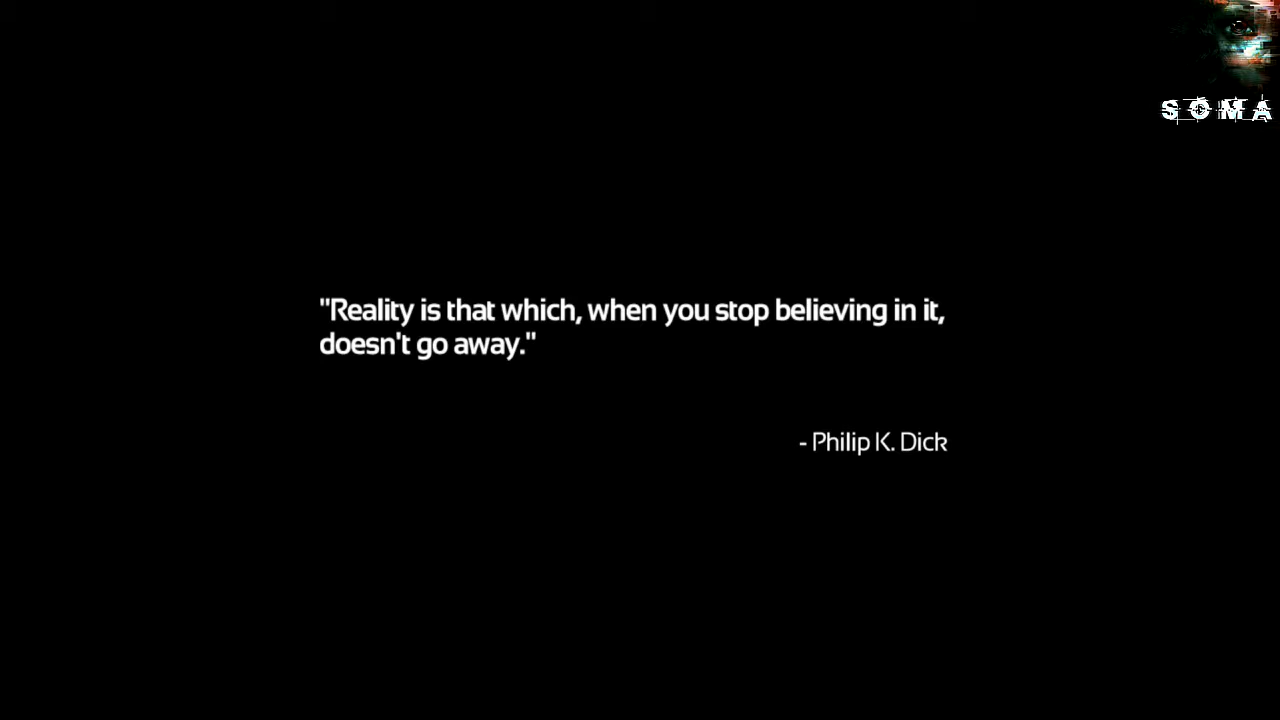 SOMA
"Reality is that which, when you stop believing in it,
doesn't go away."
- Philip K. Dick